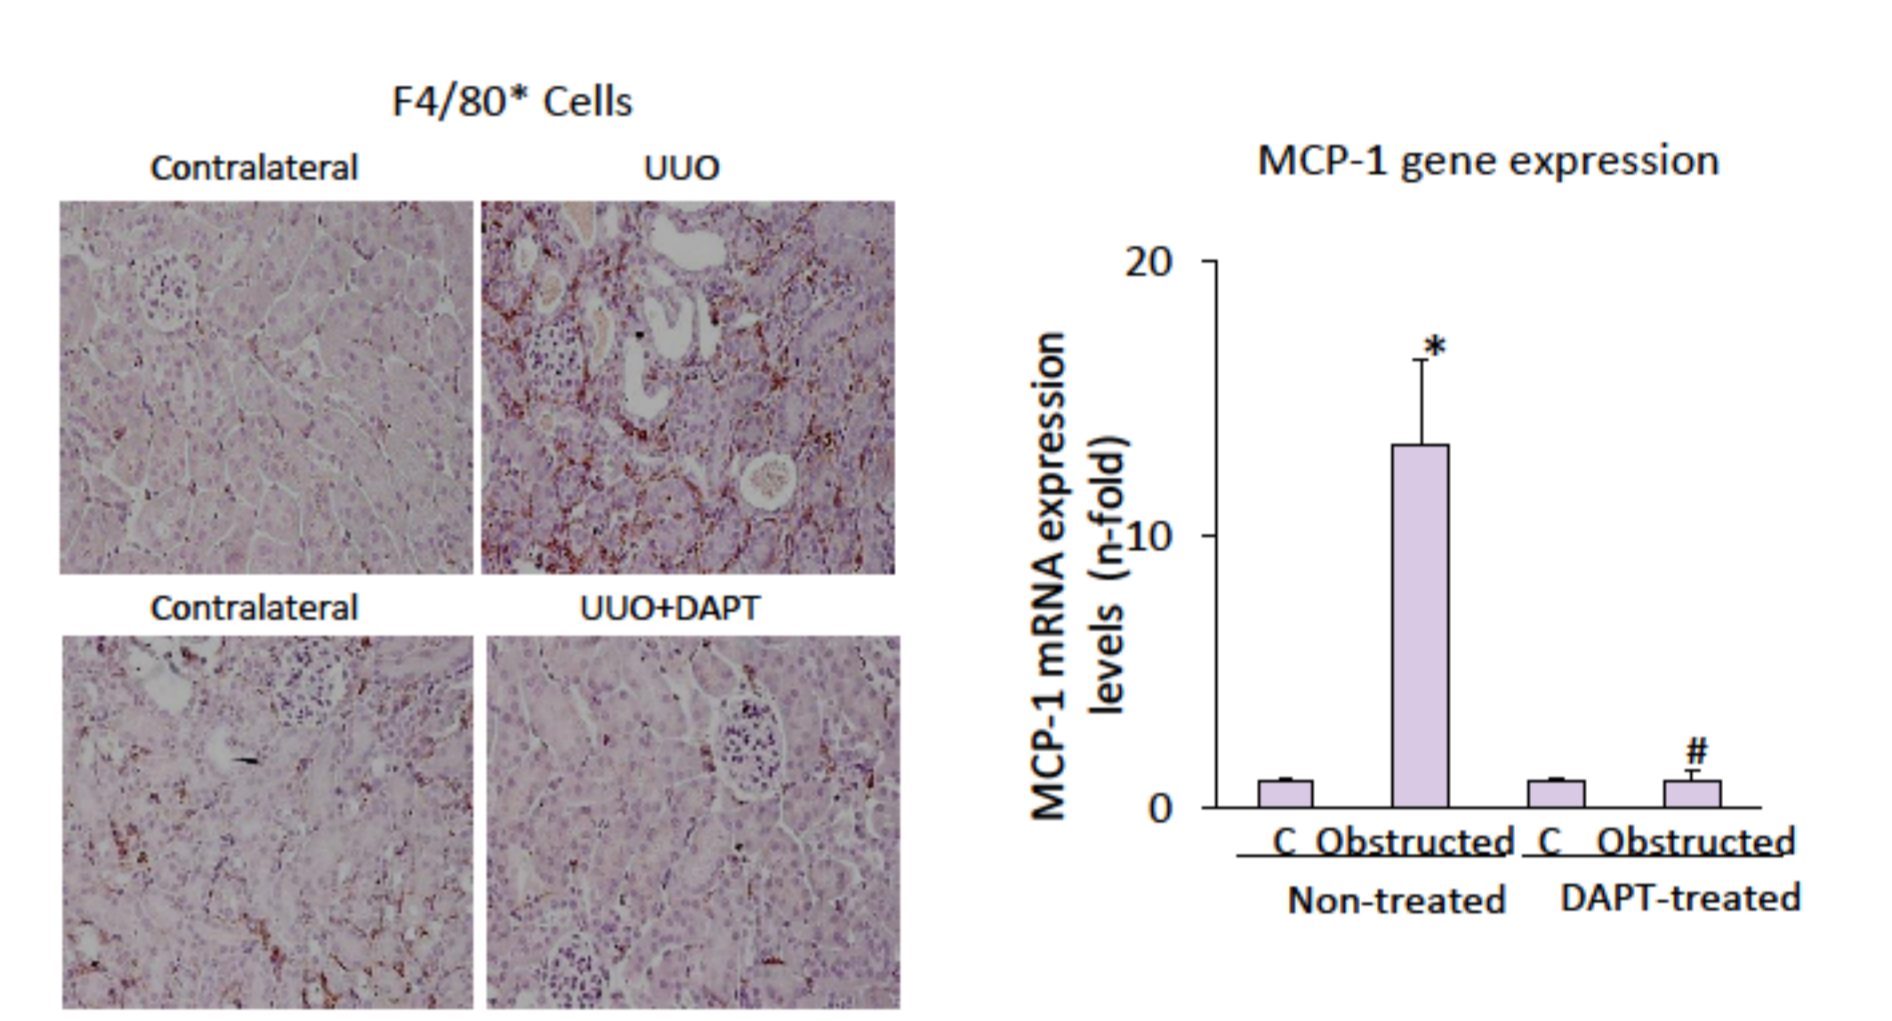 F4/80* Cells
Contralateral UUO
Contralateral UUO+DAPT
MCP-1 gene expression
MCP-1 mRNA expression
levels (n-fold)
20
10
0
C Obstructed C Obstructed
Non-treated DAPT-treated
*
#